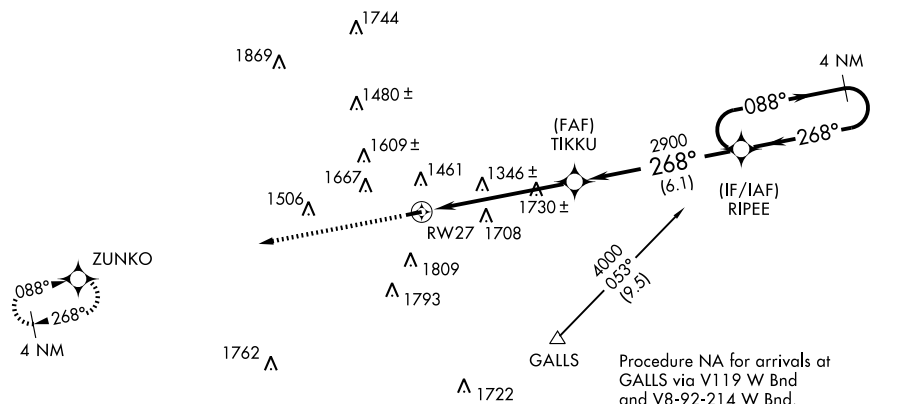 1744
1869
4 NM
1480 ±
088°
(FAF)
TIKKU
1609 ±
2900
268°
268°
(6.1)
1667
1461
1346 ±
1730 ±
(IF/IAF)
RIPEE
1506
RW27
1708
ZUNKO
1809
4000
053°
(9.5)
088°
268°
1793
4 NM
1762
GALLS
Procedure NA for arrivals at
GALLS via V119 W Bnd
and V8-92-214 W Bnd.
1722